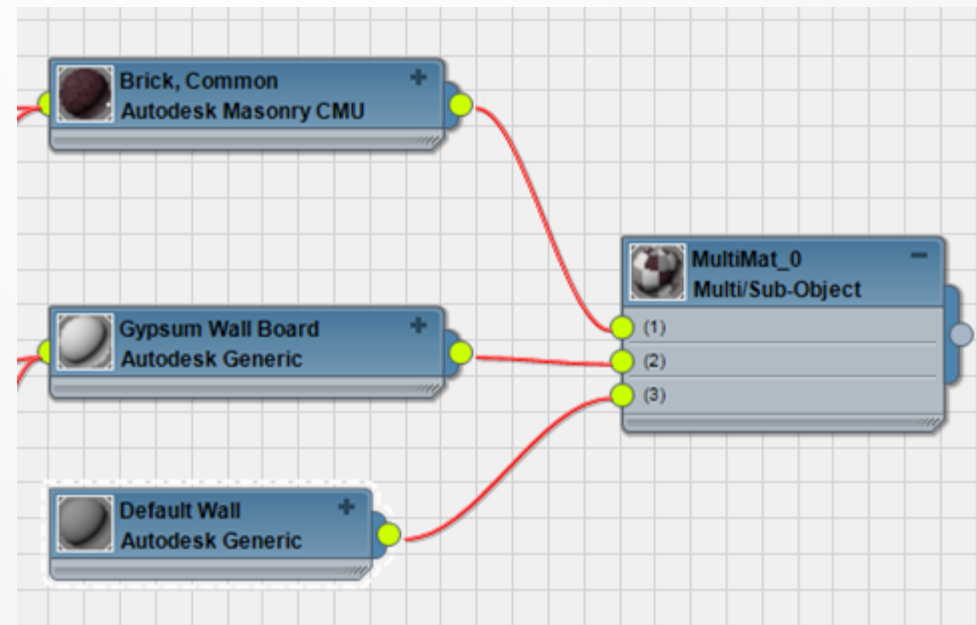 Brick, Common
Autodesk Masonry CMU
Gypsum Wall Board
Autodesk Generic
Default Wall
Autodesk Generic
MultiMat_0
Multi/Sub-Object
(1)
(2)
(3)